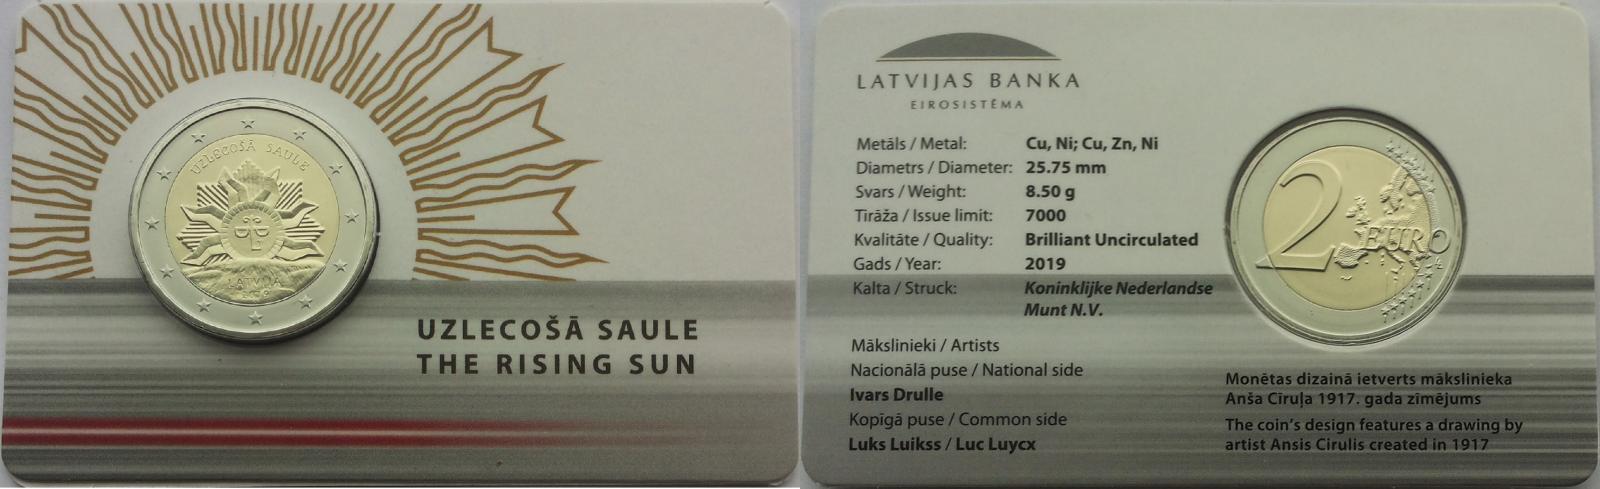 UZLECOŠĀ SAULE
LATVIJA
2019
UZLECOŠĀ SAULE
THE RISING SUN
LATVIJAS BANKA
EIROSISTĒMA
Metāls / Metal: Cu, Ni; Cu, Zn, Ni
Diametrs / Diameter: 25.75 mm
Svars / Weight: 8.50 g
Tirāža / Issue limit: 7000
Kvalitāte / Quality: Brilliant Uncirculated
Gads / Year: 2019
Kalta / Struck: Koninklijke Nederlandse
Munt N.V.
Mākslinieki / Artists
Nacionālā puse / National side
Ivars Drulle
Kopīgā puse / Common side
Luks Luikss / Luc Luycx
2 EURO
Monētas dizainā ietverts mākslinieka
Anša Cīruļa 1917. gada zīmējums
The coin's design features a drawing by
artist Ansis Cirulis created in 1917